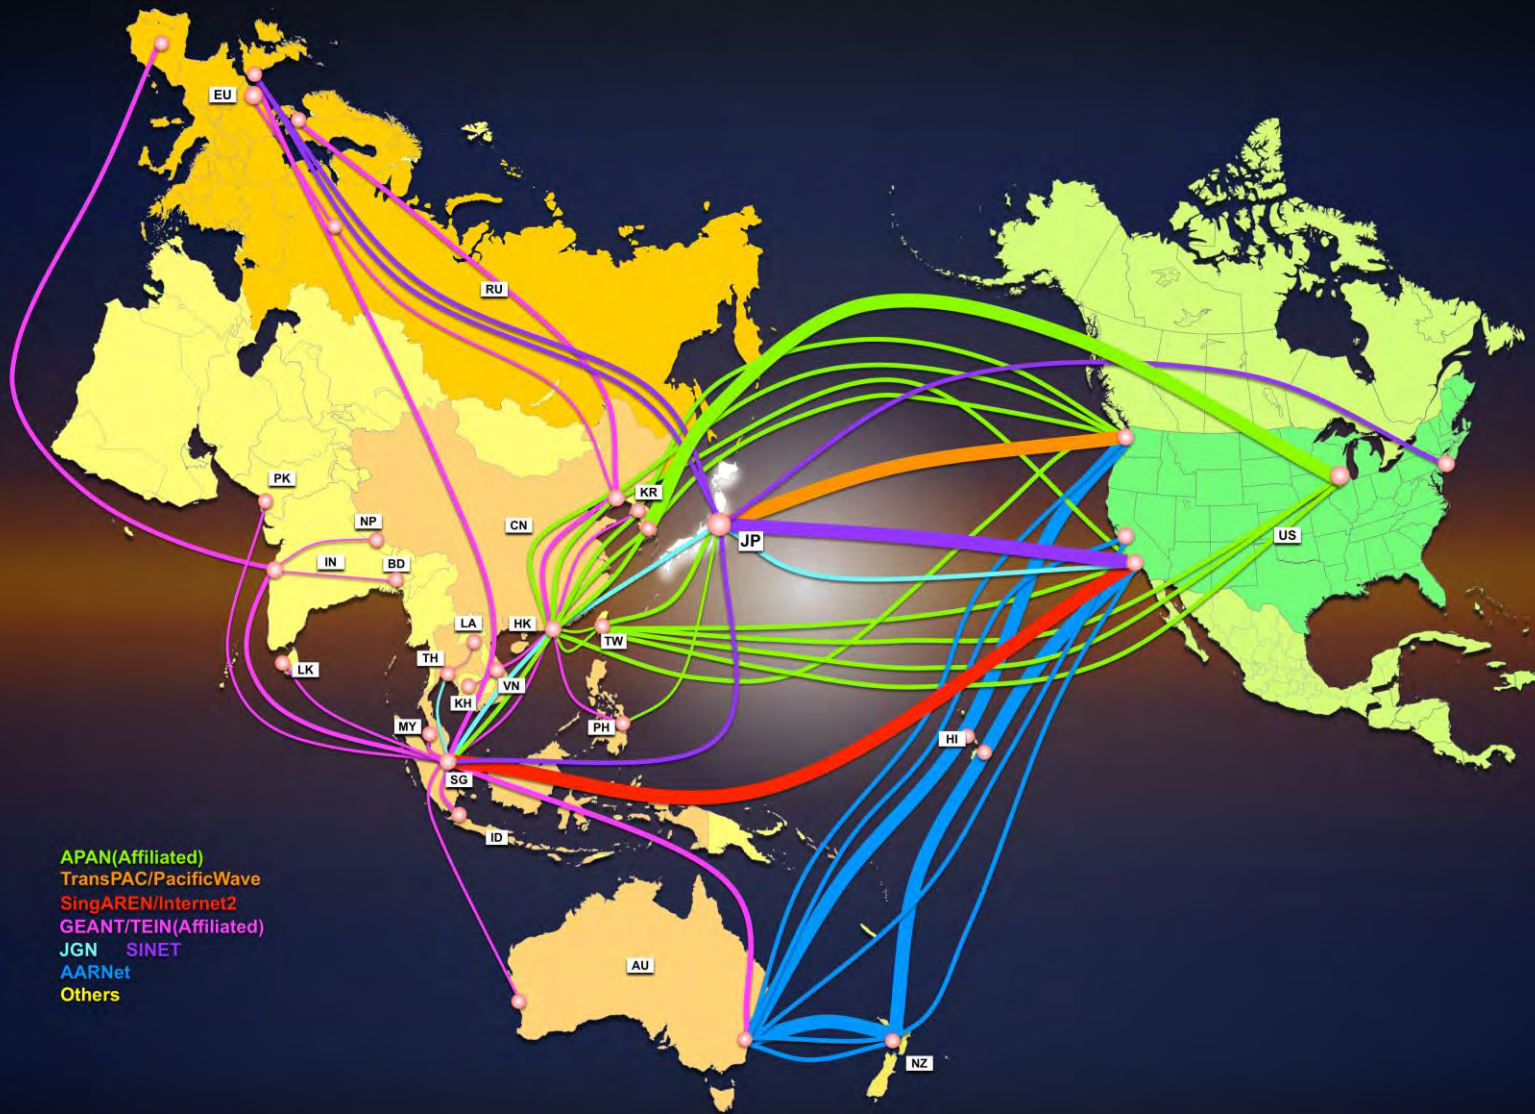 EU
RU
PK
KR
NP
CN
JP
US
IN
BD
LA
HK
TH
TW
LK
VN
KH
MY
PH
HI
SG
ID
APAN(Affiliated)
TransPAC/PacificWave
SingAREN/Internet2
GEANT/TEIN(Affiliated)
JGN SINET
AARNet
Others
AU
NZ